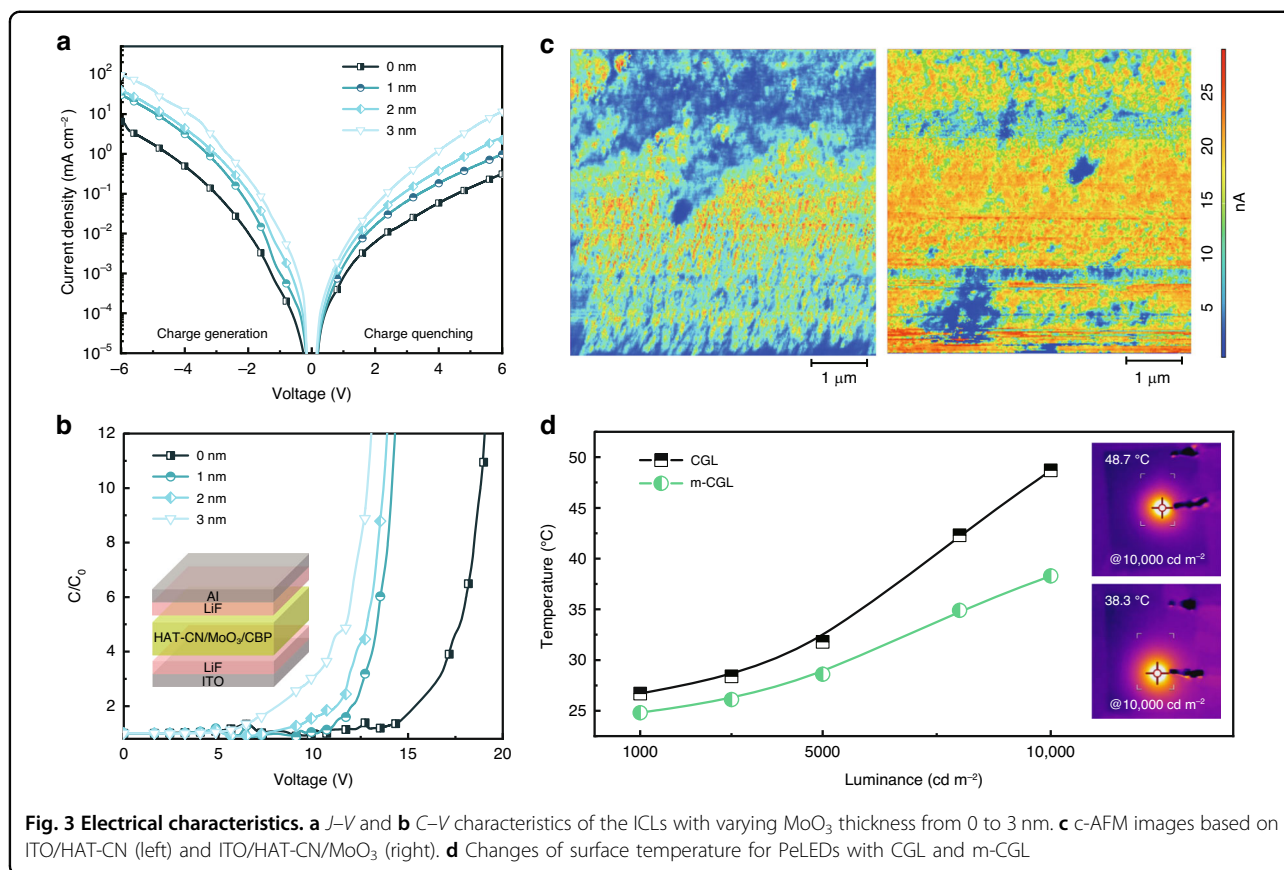 a
10²
10¹
10⁰
10⁻¹
10⁻²
10⁻³
10⁻⁴
10⁻⁵
Current density (mA cm⁻²)
0 nm
1 nm
2 nm
3 nm
Charge generation
Charge quenching
−6
−4
−2
0
2
4
6
Voltage (V)
c
1 μm
1 μm
25
20
15
10
5
nA
b
12
10
8
6
4
2
C/C₀
0 nm
1 nm
2 nm
3 nm
Al
LiF
HAT-CN/MoO₃/CBP
LiF
ITO
0
5
10
15
20
Voltage (V)
d
50
45
40
35
30
25
Temperature (°C)
CGL
m-CGL
48.7 °C
@10,000 cd m⁻²
38.3 °C
@10,000 cd m⁻²
1000
5000
10,000
Luminance (cd m⁻²)
Fig. 3 Electrical characteristics. a J–V and b C–V characteristics of the ICLs with varying MoO₃ thickness from 0 to 3 nm. c c-AFM images based on
ITO/HAT-CN (left) and ITO/HAT-CN/MoO₃ (right). d Changes of surface temperature for PeLEDs with CGL and m-CGL